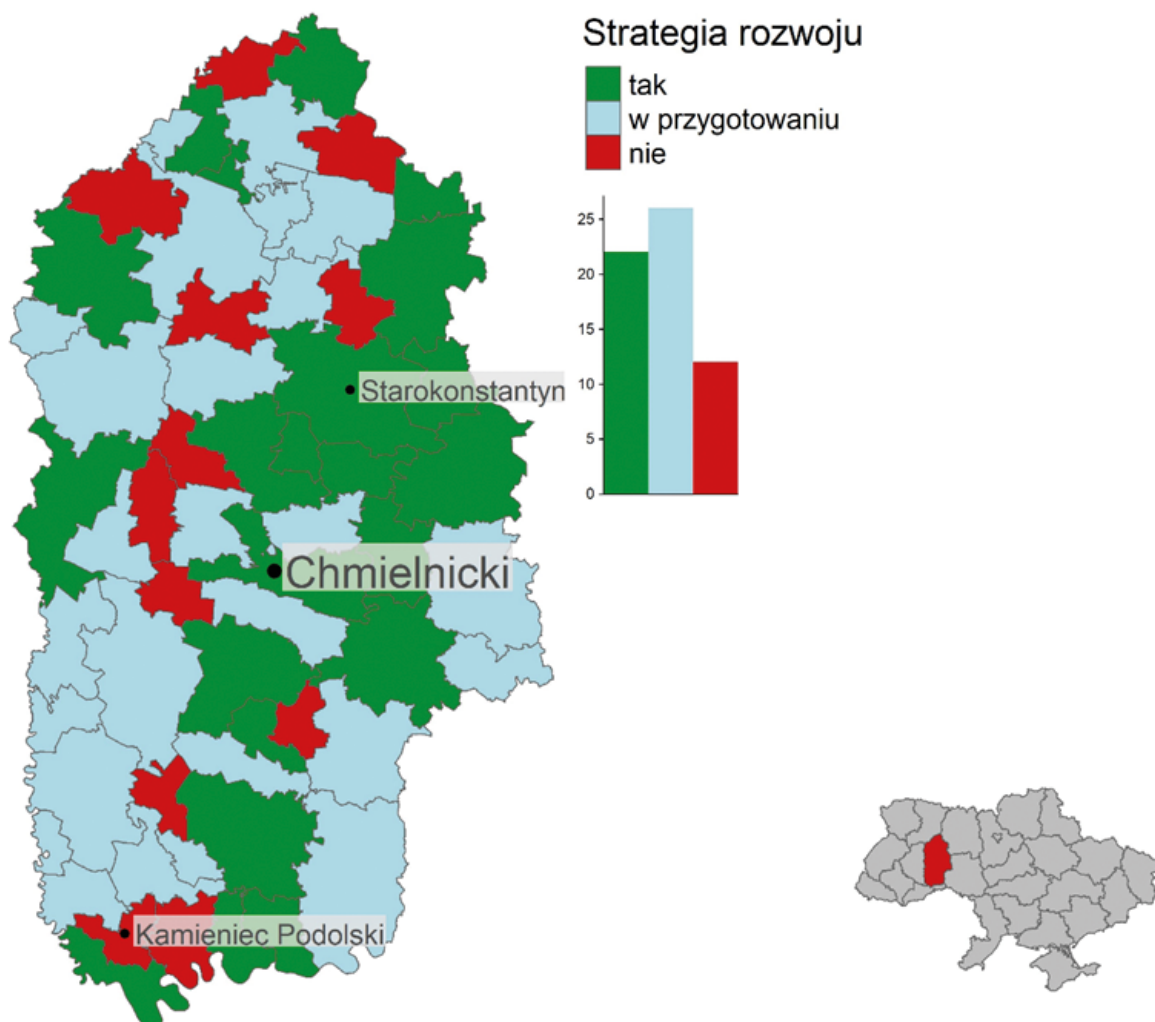 Strategia rozwoju
tak
w przygotowaniu
nie
25
20
15
10
5
0
Starokonstantyn
Chmielnicki
Kamieniec Podolski